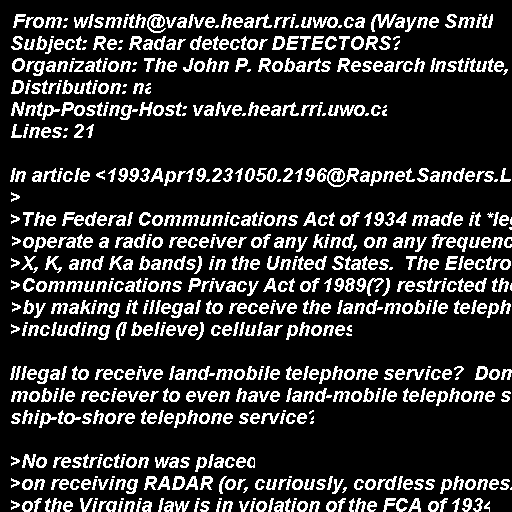 From: wlsmith@valve.heart.rri.uwo.ca (Wayne Smith
Subject: Re: Radar detector DETECTORS?
Organization: The John P. Robarts Research Institute,
Distribution: na
Nntp-Posting-Host: valve.heart.rri.uwo.ca
Lines: 21

In article <1993Apr19.231050.2196@Rapnet.Sanders.L
>
>The Federal Communications Act of 1934 made it *leg
>operate a radio receiver of any kind, on any frequenc
>X, K, and Ka bands) in the United States.  The Electro
>Communications Privacy Act of 1989(?) restricted the
>by making it illegal to receive the land-mobile teleph
>including (I believe) cellular phones

Illegal to receive land-mobile telephone service?  Don
mobile reciever to even have land-mobile telephone s
ship-to-shore telephone service?

>No restriction was placed
>on receiving RADAR (or, curiously, cordless phones.
>of the Virginia law is in violation of the FCA of 1934